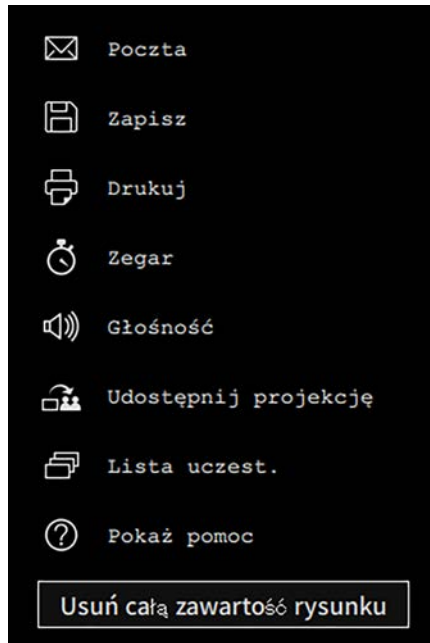 Poczta
Zapisz
Drukuj
Zegar
Głośność
Udostępnij projekcję
Lista uczest.
Pokaż pomoc
Usuń całą zawartość rysunku